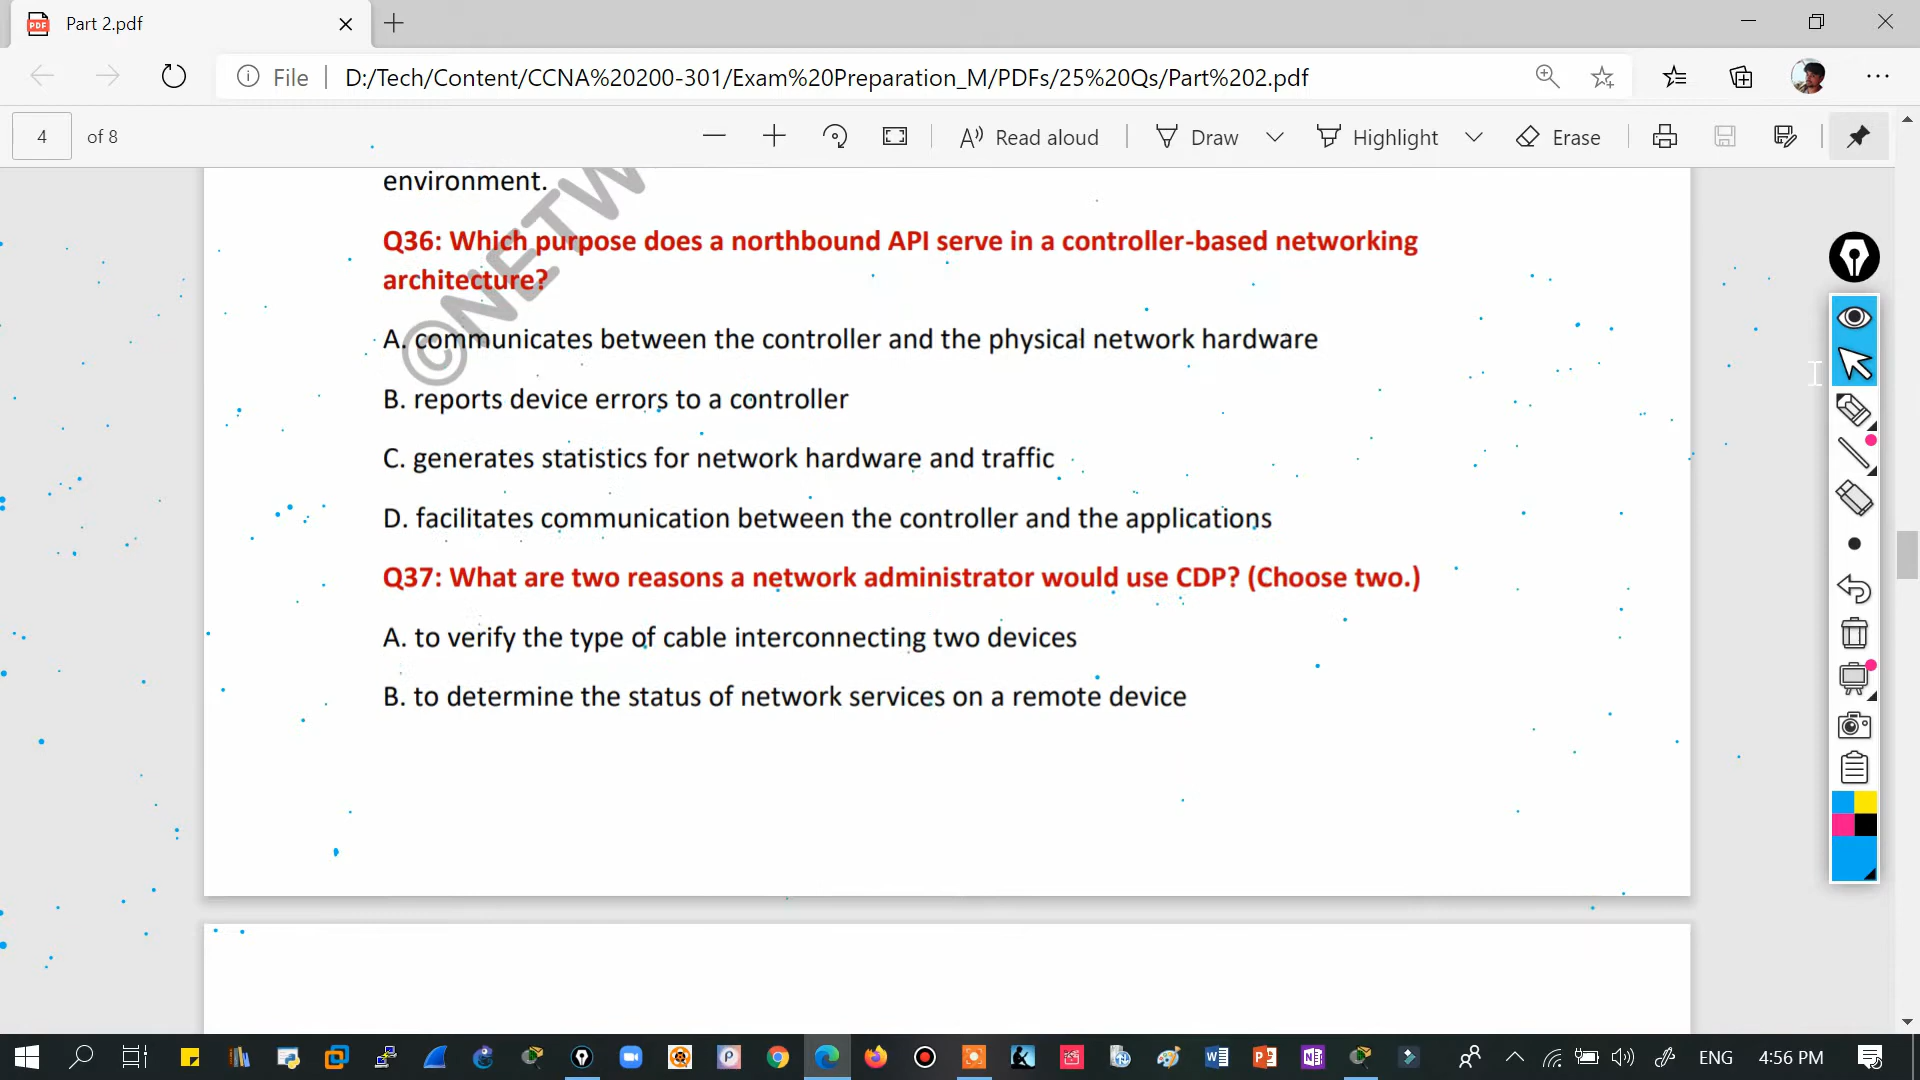 Part 2.pdf
File
D:/Tech/Content/CCNA%20200-301/Exam%20Preparation_M/PDFs/25%20Qs/Part%202.pdf
4 of 8
Read aloud
Draw
Highlight
Erase
environment.
Q36: Which purpose does a northbound API serve in a controller-based networking
architecture?
A. communicates between the controller and the physical network hardware
B. reports device errors to a controller
C. generates statistics for network hardware and traffic
D. facilitates communication between the controller and the applications
Q37: What are two reasons a network administrator would use CDP? (Choose two.)
A. to verify the type of cable interconnecting two devices
B. to determine the status of network services on a remote device
©NETW
ENG
4:56 PM